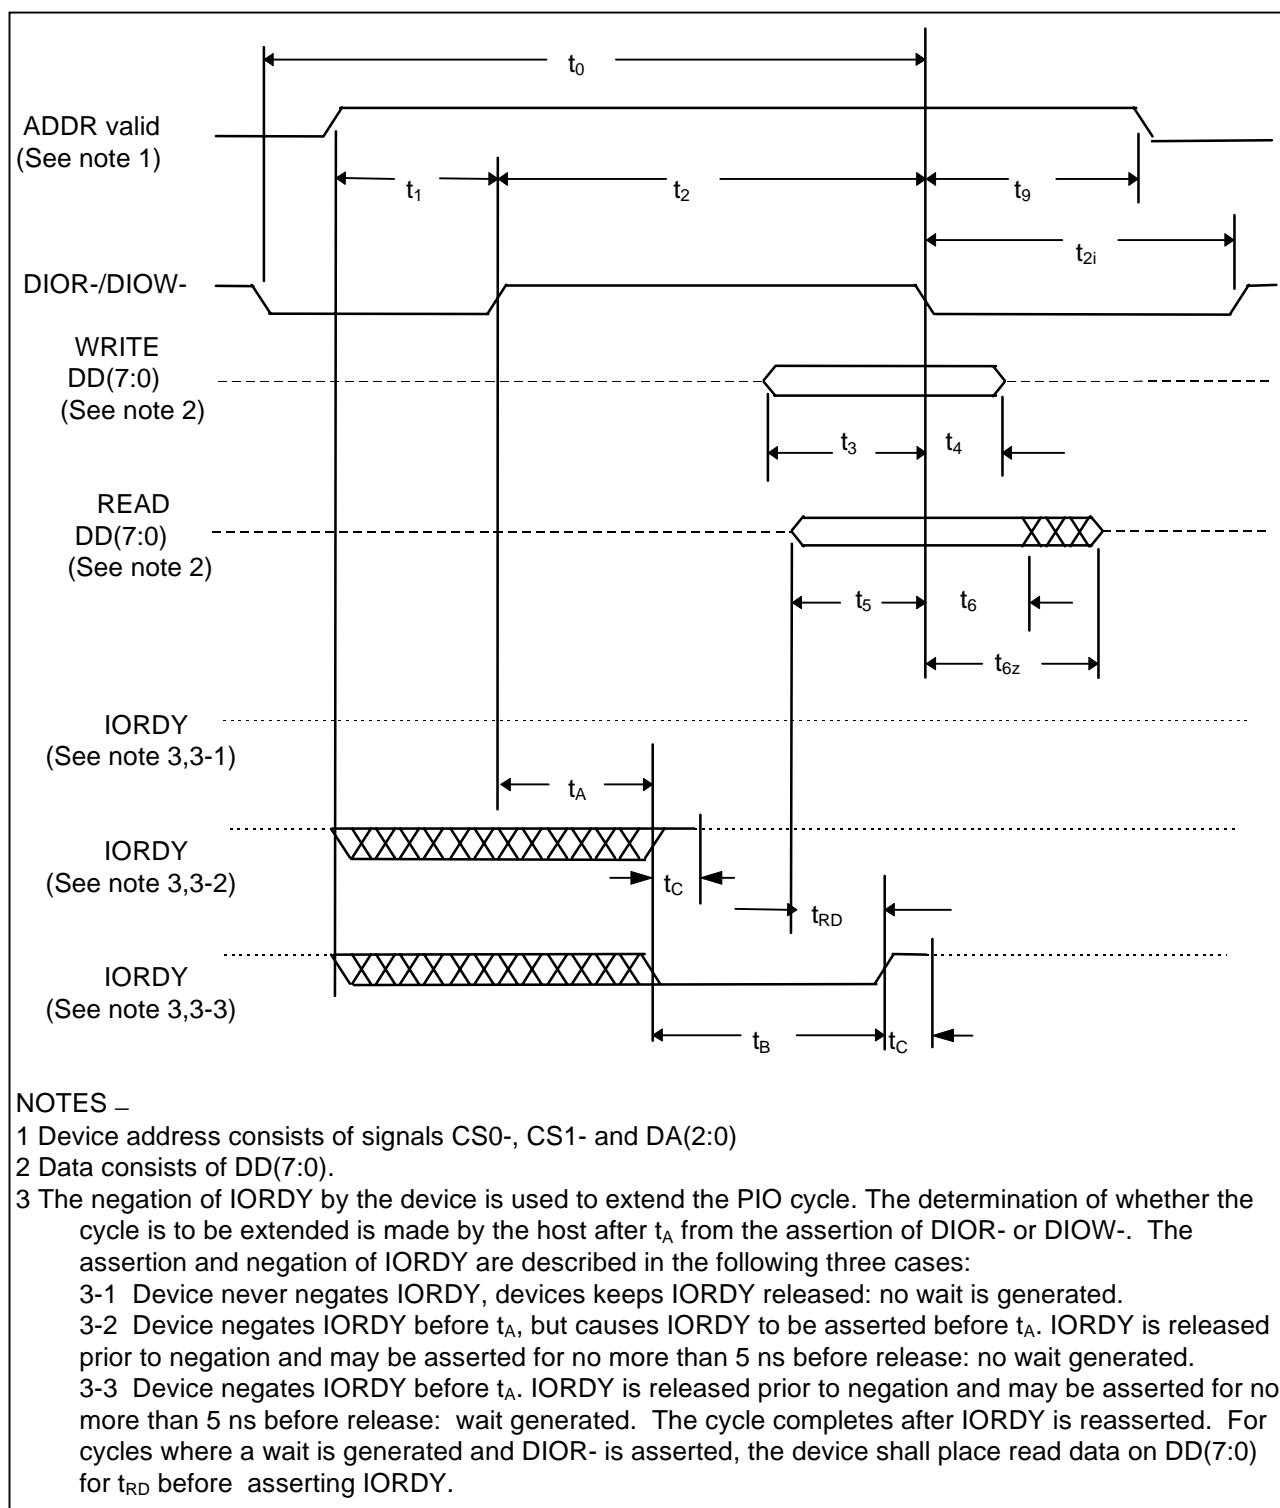 t0
ADDR valid
(See note 1)
t1
t2
t9
t2i
DIOR-/DIOW-
WRITE
DD(7:0)
(See note 2)
t3
t4
READ
DD(7:0)
(See note 2)
t5
t6
t6z
IORDY
(See note 3,3-1)
tA
IORDY
(See note 3,3-2)
tC
tRD
IORDY
(See note 3,3-3)
tB
tC
NOTES –
1 Device address consists of signals CS0-, CS1- and DA(2:0)
2 Data consists of DD(7:0).
3 The negation of IORDY by the device is used to extend the PIO cycle. The determination of whether the
cycle is to be extended is made by the host after tA from the assertion of DIOR- or DIOW-. The
assertion and negation of IORDY are described in the following three cases:
3-1 Device never negates IORDY, devices keeps IORDY released: no wait is generated.
3-2 Device negates IORDY before tA, but causes IORDY to be asserted before tA. IORDY is released
prior to negation and may be asserted for no more than 5 ns before release: no wait generated.
3-3 Device negates IORDY before tA. IORDY is released prior to negation and may be asserted for no
more than 5 ns before release: wait generated. The cycle completes after IORDY is reasserted. For
cycles where a wait is generated and DIOR- is asserted, the device shall place read data on DD(7:0)
for tRD before asserting IORDY.